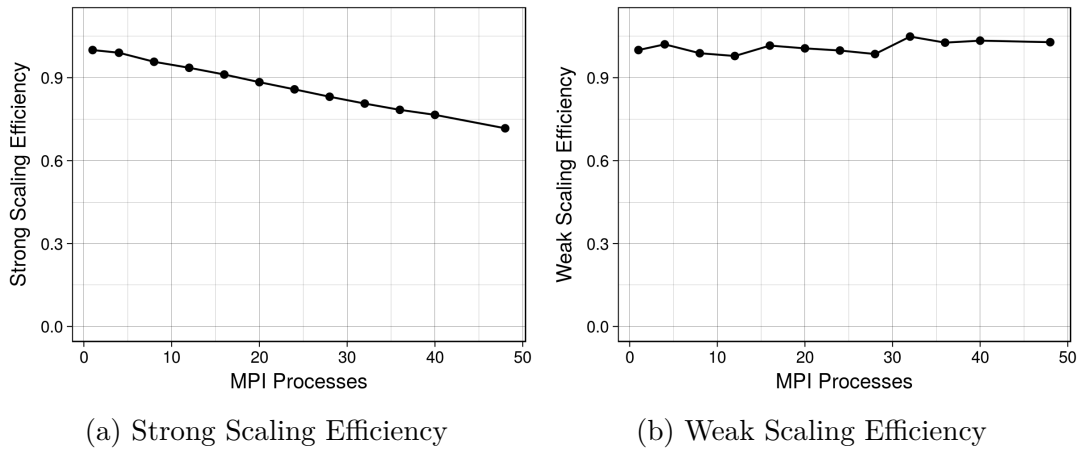 Strong Scaling Efficiency
0.9
0.6
0.3
0.0
0 10 20 30 40 50
MPI Processes
(a) Strong Scaling Efficiency
Weak Scaling Efficiency
0.9
0.6
0.3
0.0
0 10 20 30 40 50
MPI Processes
(b) Weak Scaling Efficiency